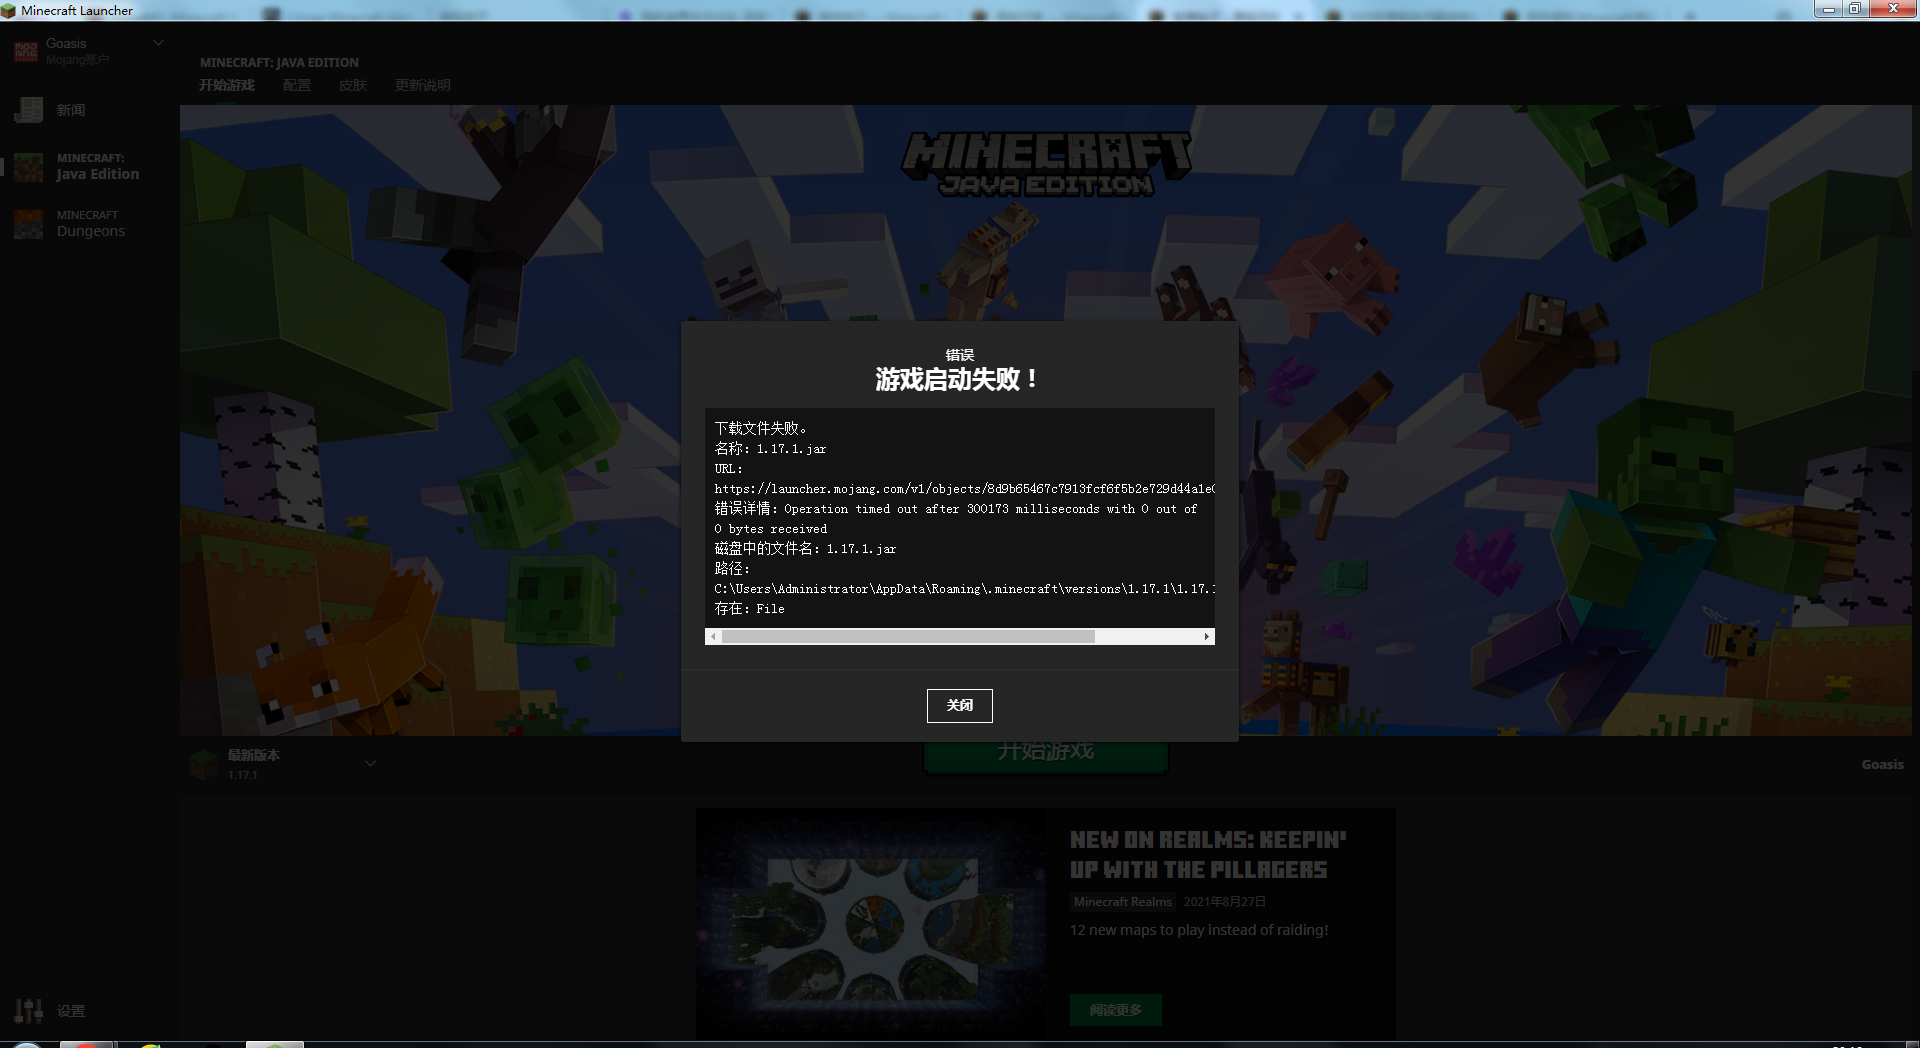 Minecraft Launcher
Goasis
Mojang账户
新闻
MINECRAFT:
Java Edition
MINECRAFT
Dungeons
设置
MINECRAFT: JAVA EDITION
开始游戏 配置 皮肤 更新说明
MINECRAFT
JAVA EDITION
错误
游戏启动失败！
下载文件失败。
名称: 1.17.1.jar
URL:
https://launcher.mojang.com/v1/objects/8d9b65467c7913fcf6f5b2e729d44a1e
错误详情: Operation timed out after 300173 milliseconds with 0 out of
0 bytes received
磁盘中的文件名: 1.17.1.jar
路径:
C:\Users\Administrator\AppData\Roaming\.minecraft\versions\1.17.1\1.17.1
存在: File
关闭
最新版本
1.17.1
开始游戏
Goasis
NEW ON REALMS: KEEPIN'
UP WITH THE PILLAGERS
Minecraft Realms 2021年8月27日
12 new maps to play instead of raiding!
阅读更多